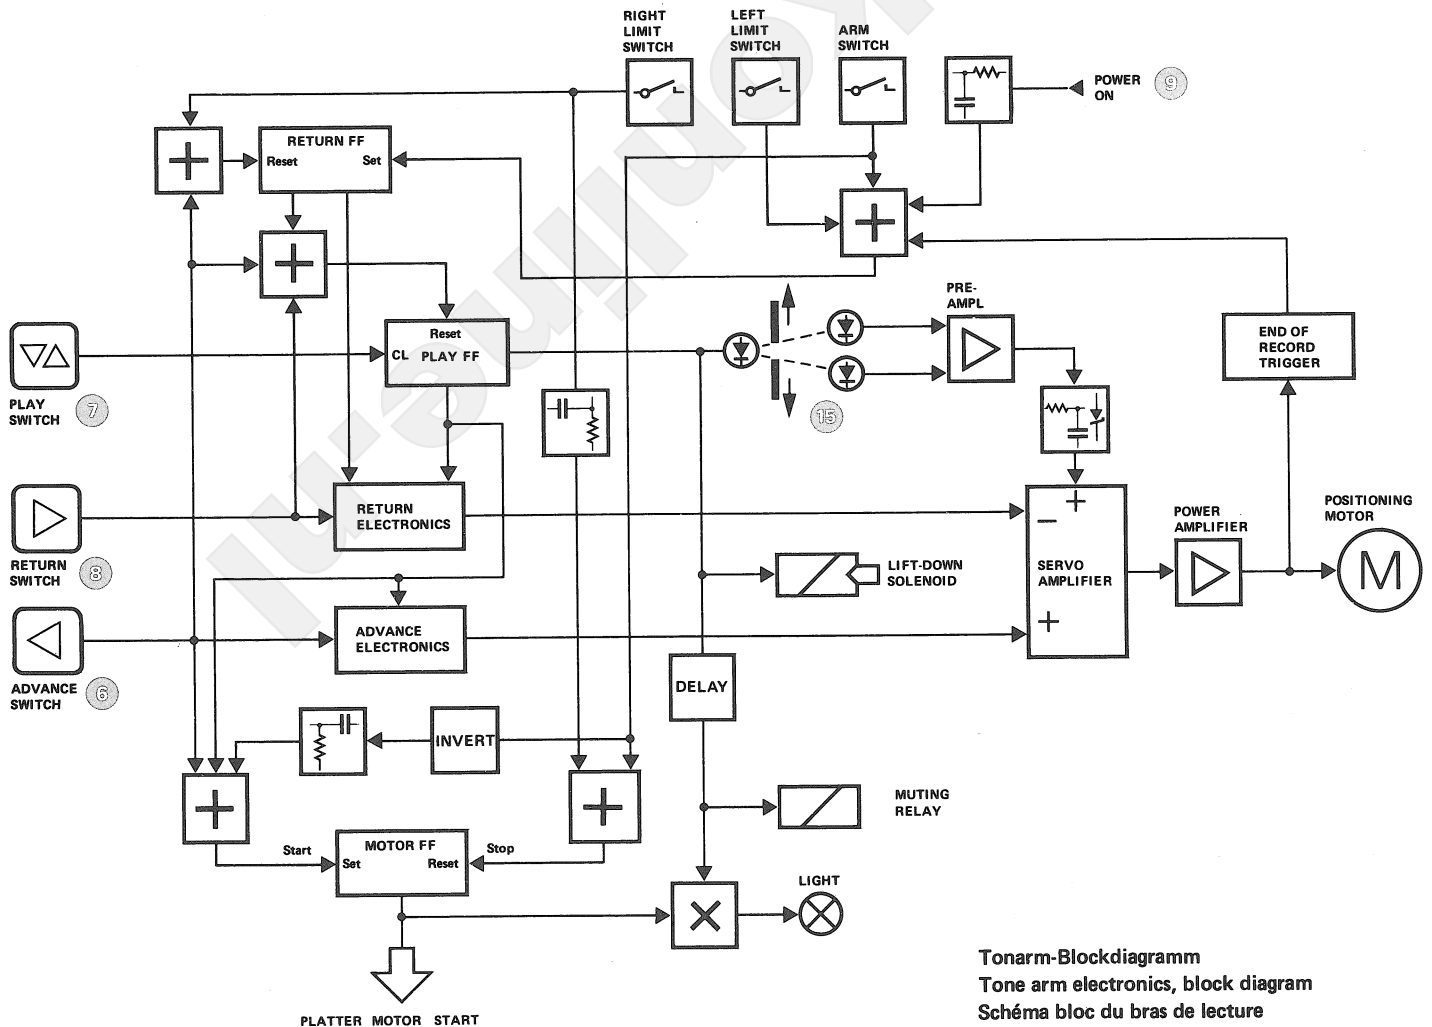 RIGHT
LIMIT
SWITCH
LEFT
LIMIT
SWITCH
ARM
SWITCH
POWER
ON
9
RETURN FF
Reset
Set
PRE-
AMPL
Reset
CL PLAY FF
END OF
RECORD
TRIGGER
PLAY
SWITCH
7
15
RETURN
ELECTRONICS
POSITIONING
MOTOR
POWER
AMPLIFIER
RETURN
SWITCH
8
LIFT-DOWN
SOLENOID
SERVO
AMPLIFIER
M
ADVANCE
ELECTRONICS
ADVANCE
SWITCH
6
DELAY
INVERT
MUTING
RELAY
Start
MOTOR FF
Set
Reset
Stop
LIGHT
PLATTER MOTOR START
Tonarm-Blockdiagramm
Tone arm electronics, block diagram
Schéma bloc du bras de lecture